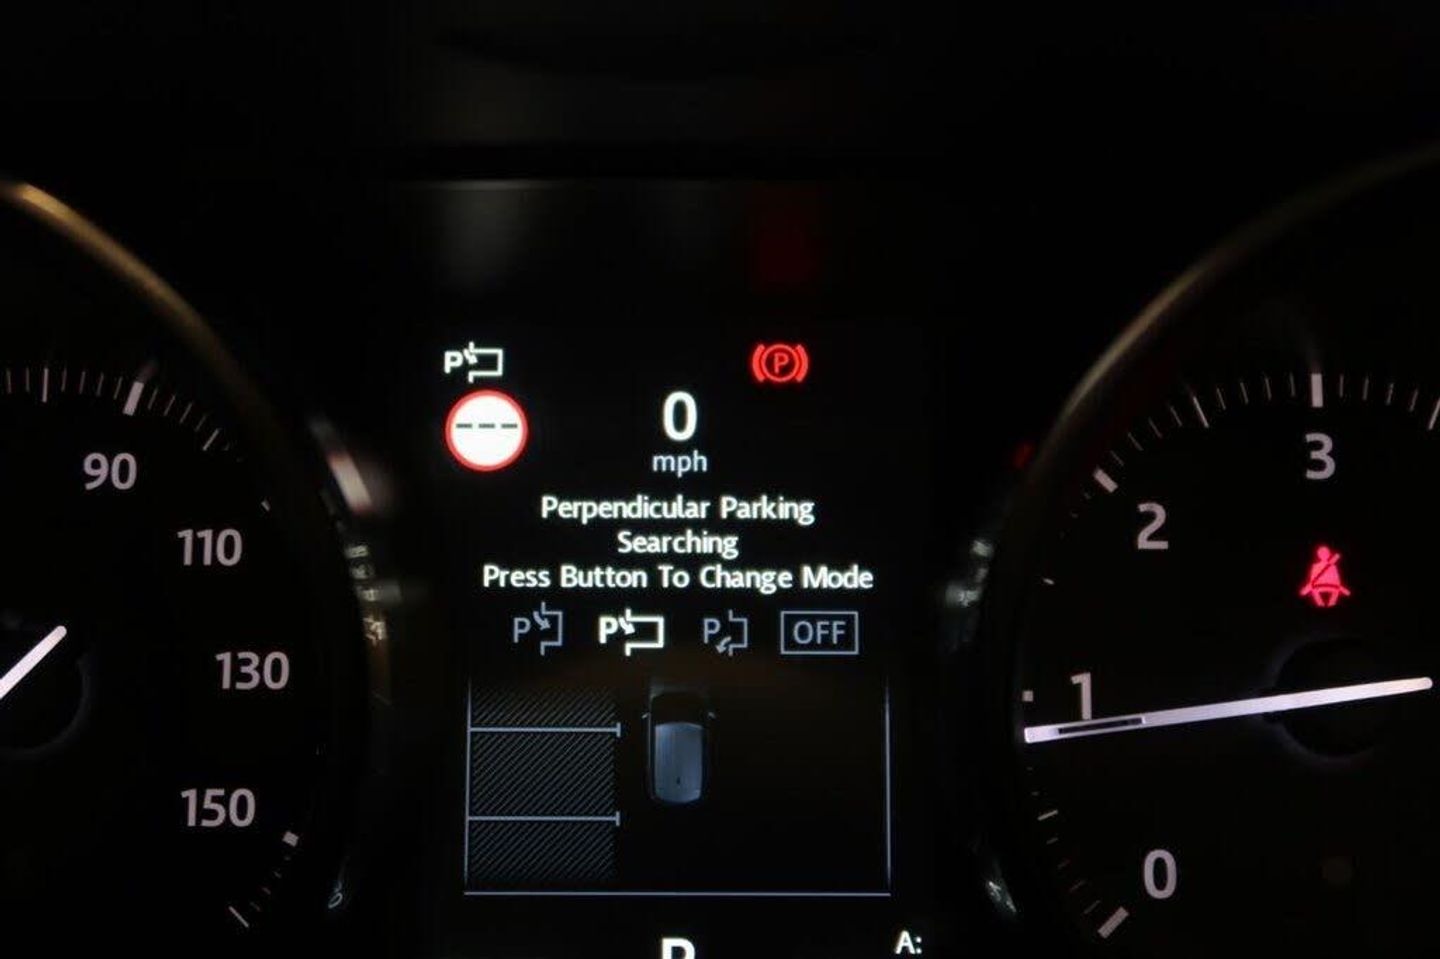 P
P
---
0
mph
Perpendicular Parking
Searching
Press Button To Change Mode
P P P OFF
90
110
130
150
3
2
1
0
A: